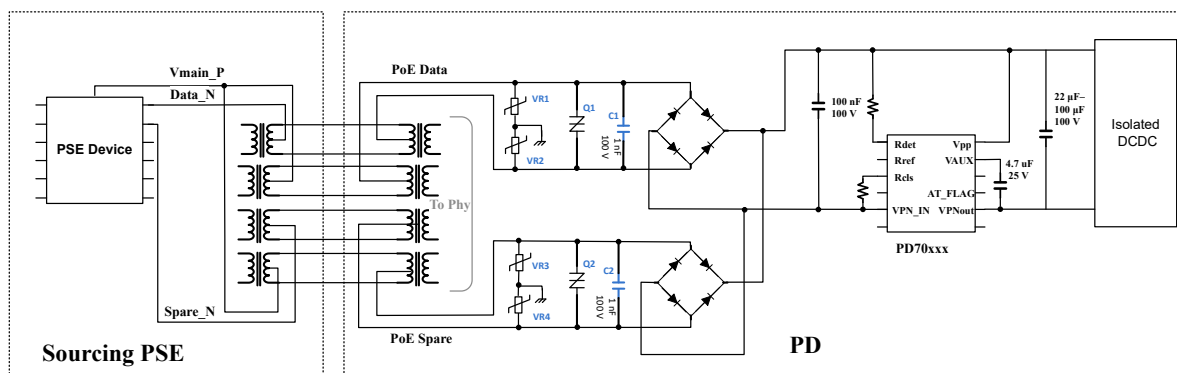 Vmain_P
Data_N
PSE Device
Spare_N
Sourcing PSE
PoE Data
To Phy
PoE Spare
VR1
VR2
Q1
C1
1 nF
100 V
VR3
VR4
Q2
C2
1 nF
100 V
100 nF
100 V
Rdet
Rref
Rcls
VPN_IN
Vpp
VAUX
AT_FLAG
VPNout
PD70xxx
4.7 uF
25 V
22 µF–
100 µF
100 V
Isolated
DCDC
PD